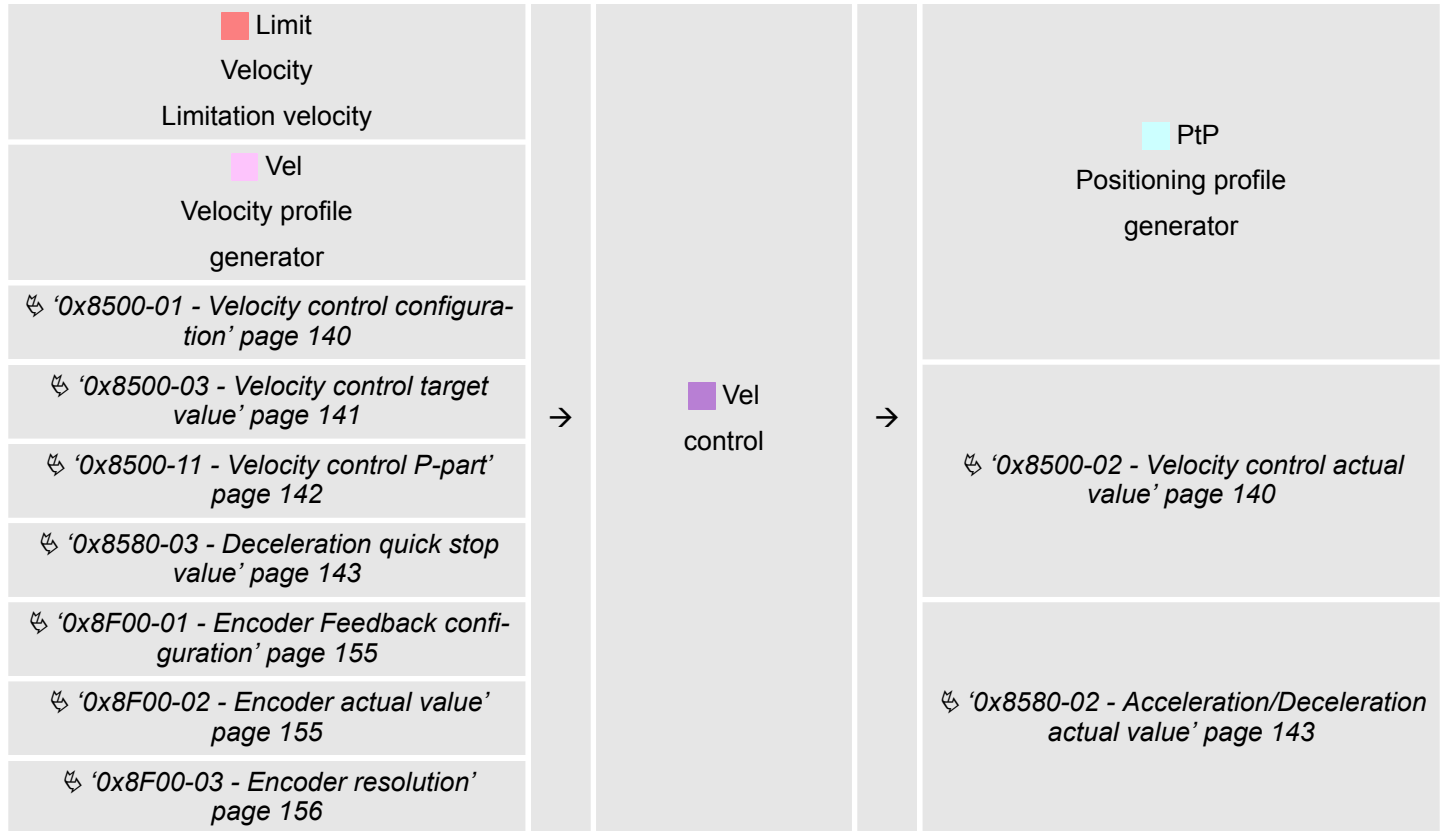 Limit
Velocity
Limitation velocity
Vel
Velocity profile
generator
↳ ‘0x8500-01 - Velocity control configura-
tion’ page 140
↳ ‘0x8500-03 - Velocity control target
value’ page 141
↳ ‘0x8500-11 - Velocity control P-part’
page 142
↳ ‘0x8580-03 - Deceleration quick stop
value’ page 143
↳ ‘0x8F00-01 - Encoder Feedback confi-
guration’ page 155
↳ ‘0x8F00-02 - Encoder actual value’
page 155
↳ ‘0x8F00-03 - Encoder resolution’
page 156
→
Vel
control
→
PtP
Positioning profile
generator
↳ ‘0x8500-02 - Velocity control actual
value’ page 140
↳ ‘0x8580-02 - Acceleration/Deceleration
actual value’ page 143